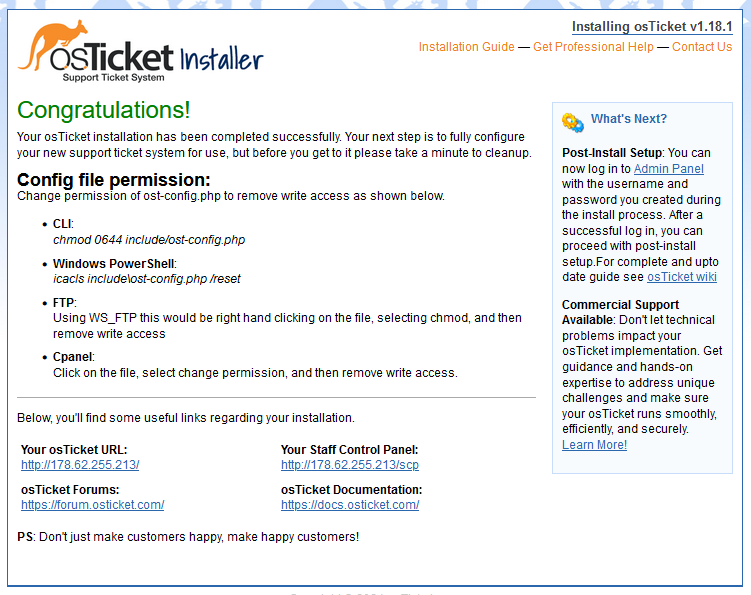 Installing osTicket v1.18.1
osTicket Installer
Support Ticket System
Installation Guide — Get Professional Help — Contact Us
Congratulations!
Your osTicket installation has been completed successfully. Your next step is to fully configure
your new support ticket system for use, but before you get to it please take a minute to cleanup.
Config file permission:
Change permission of ost-config.php to remove write access as shown below.
• CLI:
chmod 0644 include/ost-config.php
• Windows PowerShell:
icacls include\ost-config.php /reset
• FTP:
Using WS_FTP this would be right hand clicking on the file, selecting chmod, and then
remove write access
• Cpanel:
Click on the file, select change permission, and then remove write access.
Below, you'll find some useful links regarding your installation.
Your osTicket URL:
http://178.62.255.213/
Your Staff Control Panel:
http://178.62.255.213/scp
osTicket Forums:
https://forum.osticket.com/
osTicket Documentation:
https://docs.osticket.com/
PS: Don't just make customers happy, make happy customers!
What's Next?
Post-Install Setup: You can
now log in to Admin Panel
with the username and
password you created during
the install process. After a
successful log in, you can
proceed with post-install
setup.For complete and upto
date guide see osTicket wiki
Commercial Support
Available: Don't let technical
problems impact your
osTicket implementation. Get
guidance and hands-on
expertise to address unique
challenges and make sure
your osTicket runs smoothly,
efficiently, and securely.
Learn More!